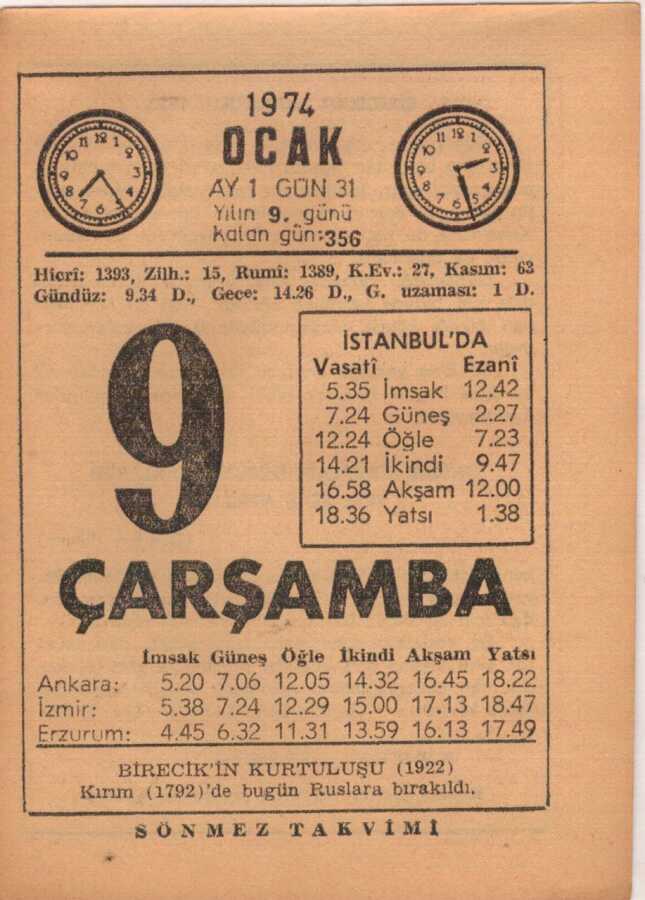 1974
OCAK
AY 1 GÜN 31
Yılın 9. günü
kalan gün:356
Hicrî: 1393, Zilh.: 15, Rumî: 1389, K.Ev.: 27, Kasım: 63
Gündüz: 9.34 D., Gece: 14.26 D., G. uzaması: 1 D.
9
İSTANBUL'DA
Vasatî Ezanî
5.35 İmsak 12.42
7.24 Güneş 2.27
12.24 Öğle 7.23
14.21 İkindi 9.47
16.58 Akşam 12.00
18.36 Yatsı 1.38
ÇARŞAMBA
İmsak Güneş Öğle İkindi Akşam Yatsı
Ankara: 5.20 7.06 12.05 14.32 16.45 18.22
İzmir: 5.38 7.24 12.29 15.00 17.13 18.47
Erzurum: 4.45 6.32 11.31 13.59 16.13 17.49
BİRECİK'İN KURTULUŞU (1922)
Kırım (1792)'de bugün Ruslara bırakıldı.
SÖNMEZ TAKVİMİ